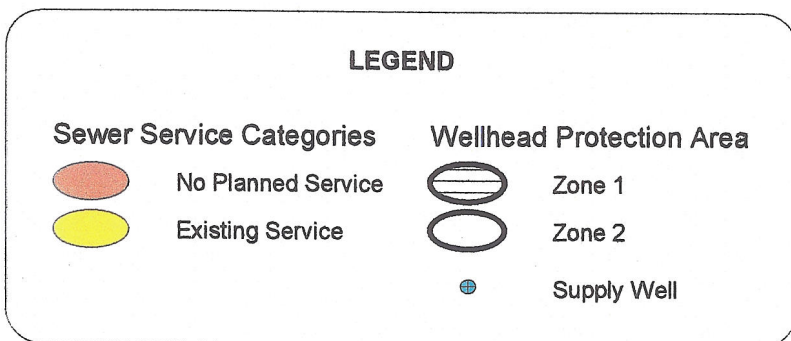 LEGEND
Sewer Service Categories
No Planned Service
Existing Service
Wellhead Protection Area
Zone 1
Zone 2
Supply Well